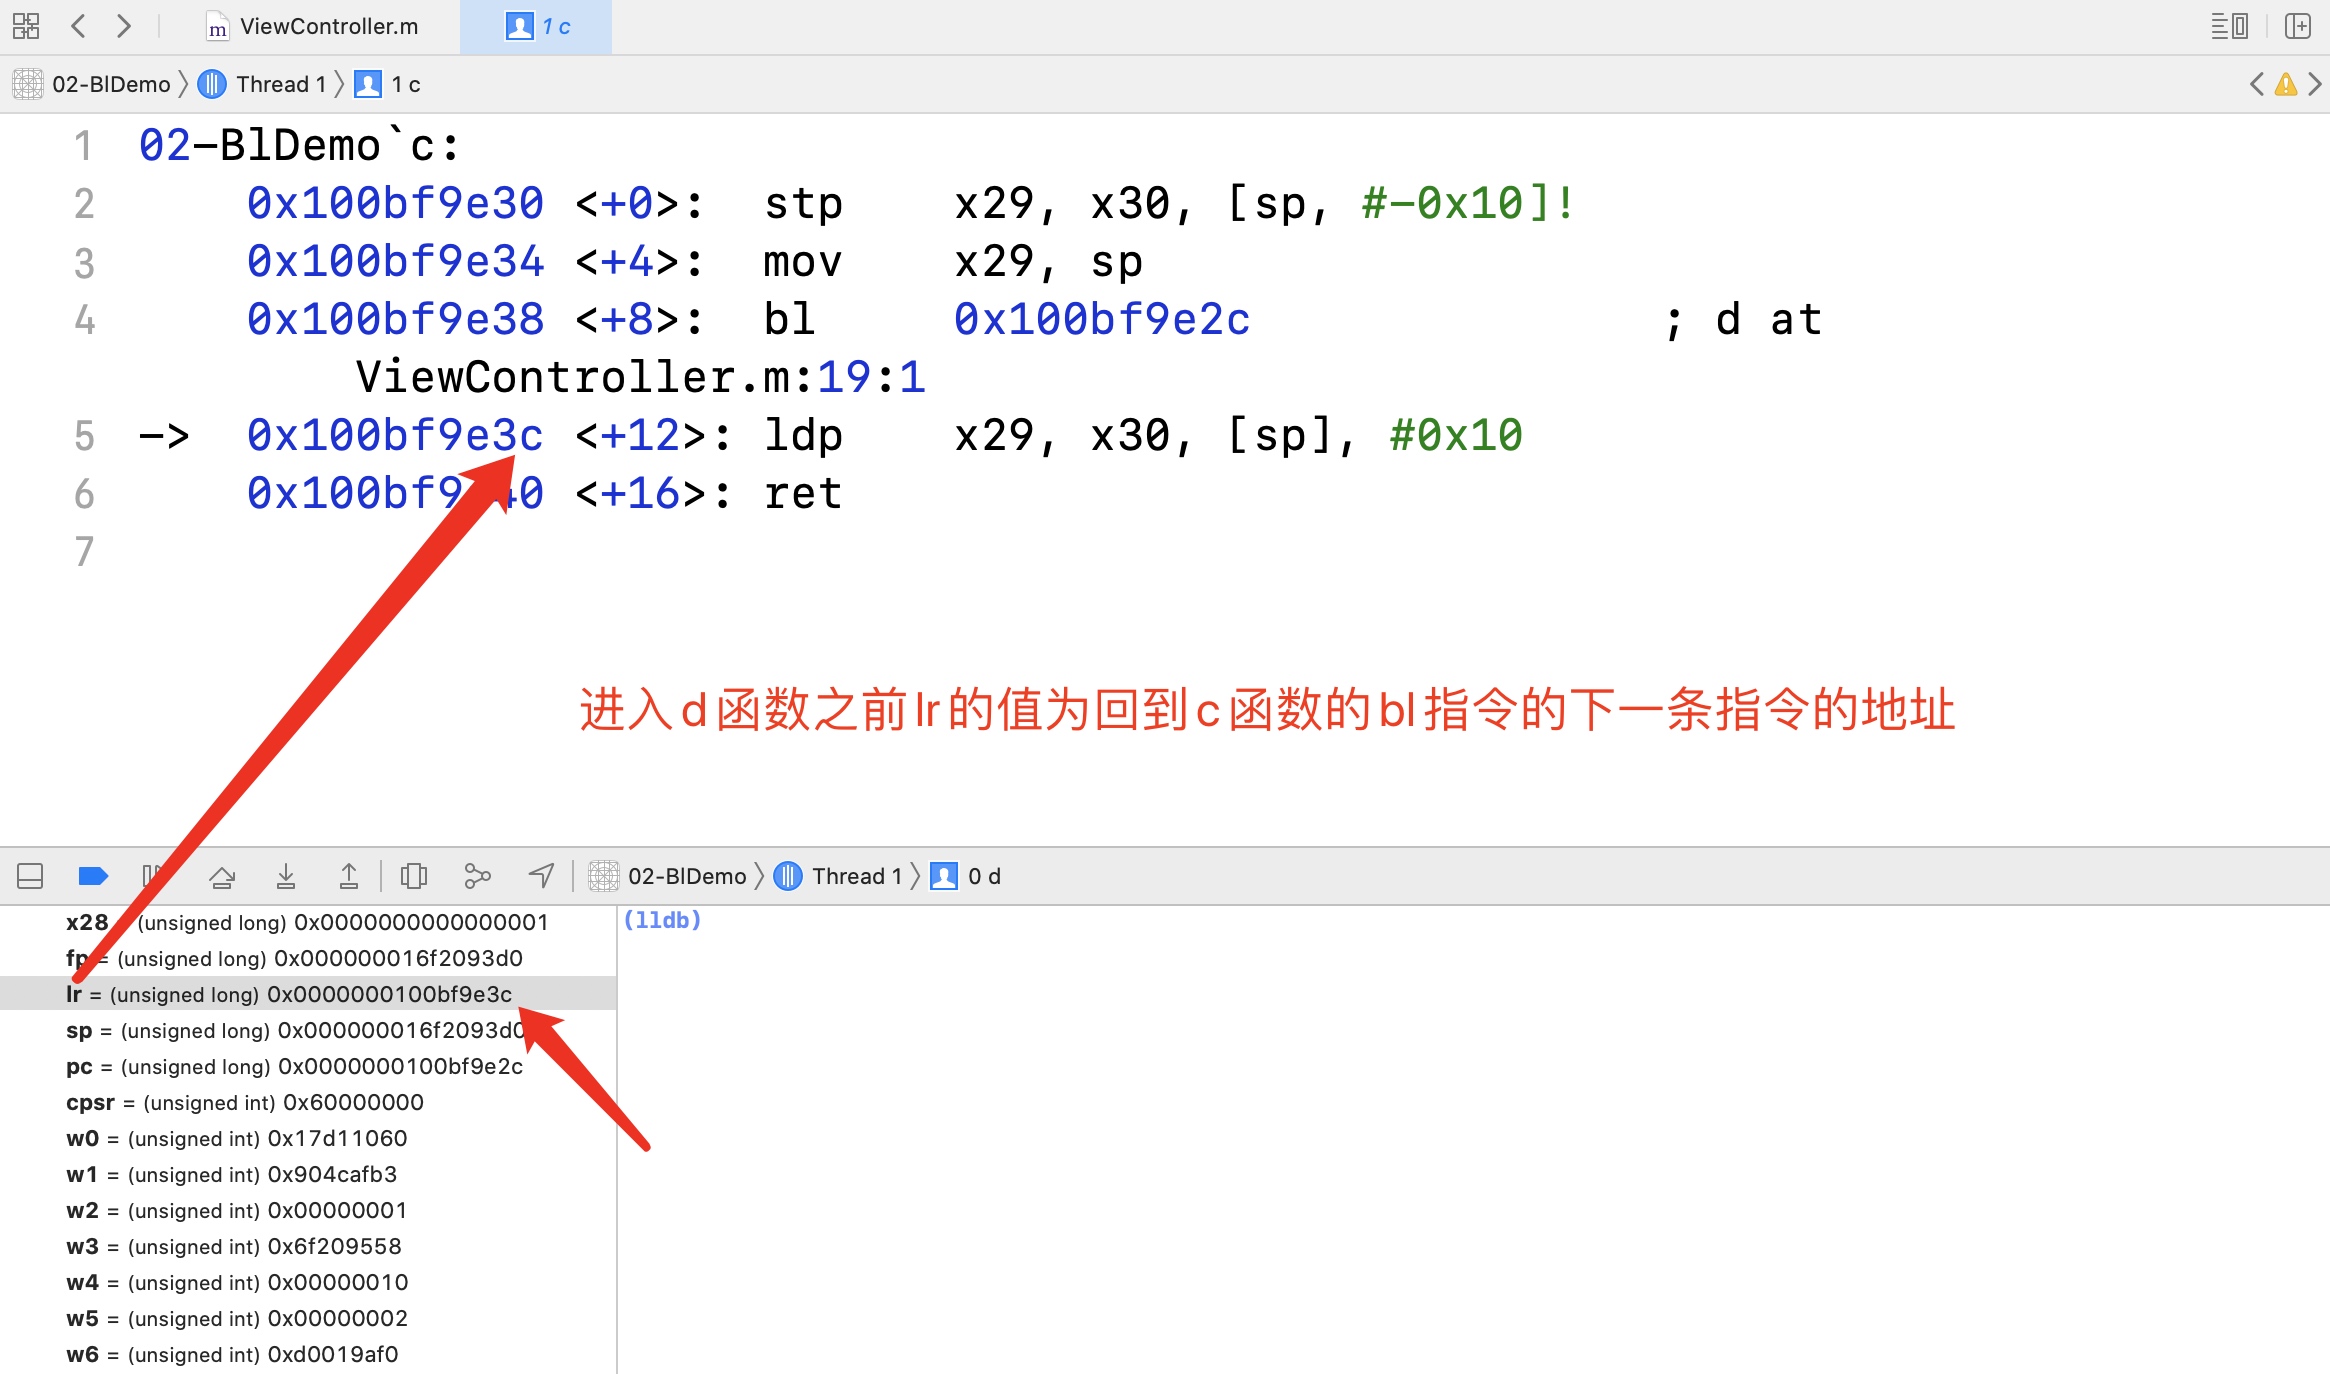 ViewController.m
1 c
02-BlDemo Thread 1 1 c
1 02-BlDemo`c:
2 0x100bf9e30 <+0>: stp x29, x30, [sp, #-0x10]!
3 0x100bf9e34 <+4>: mov x29, sp
4 0x100bf9e38 <+8>: bl 0x100bf9e2c ; d at
ViewController.m:19:1
5 -> 0x100bf9e3c <+12>: ldp x29, x30, [sp], #0x10
6 0x100bf9e40 <+16>: ret
7
进入d函数之前lr的值为回到c函数的bl指令的下一条指令的地址
02-BlDemo Thread 1 0 d
x28 = (unsigned long) 0x0000000000000001
fp = (unsigned long) 0x000000016f2093d0
lr = (unsigned long) 0x0000000100bf9e3c
sp = (unsigned long) 0x000000016f2093d0
pc = (unsigned long) 0x0000000100bf9e2c
cpsr = (unsigned int) 0x60000000
w0 = (unsigned int) 0x17d11060
w1 = (unsigned int) 0x904cafb3
w2 = (unsigned int) 0x00000001
w3 = (unsigned int) 0x6f209558
w4 = (unsigned int) 0x00000010
w5 = (unsigned int) 0x00000002
w6 = (unsigned int) 0xd0019af0
(lldb)